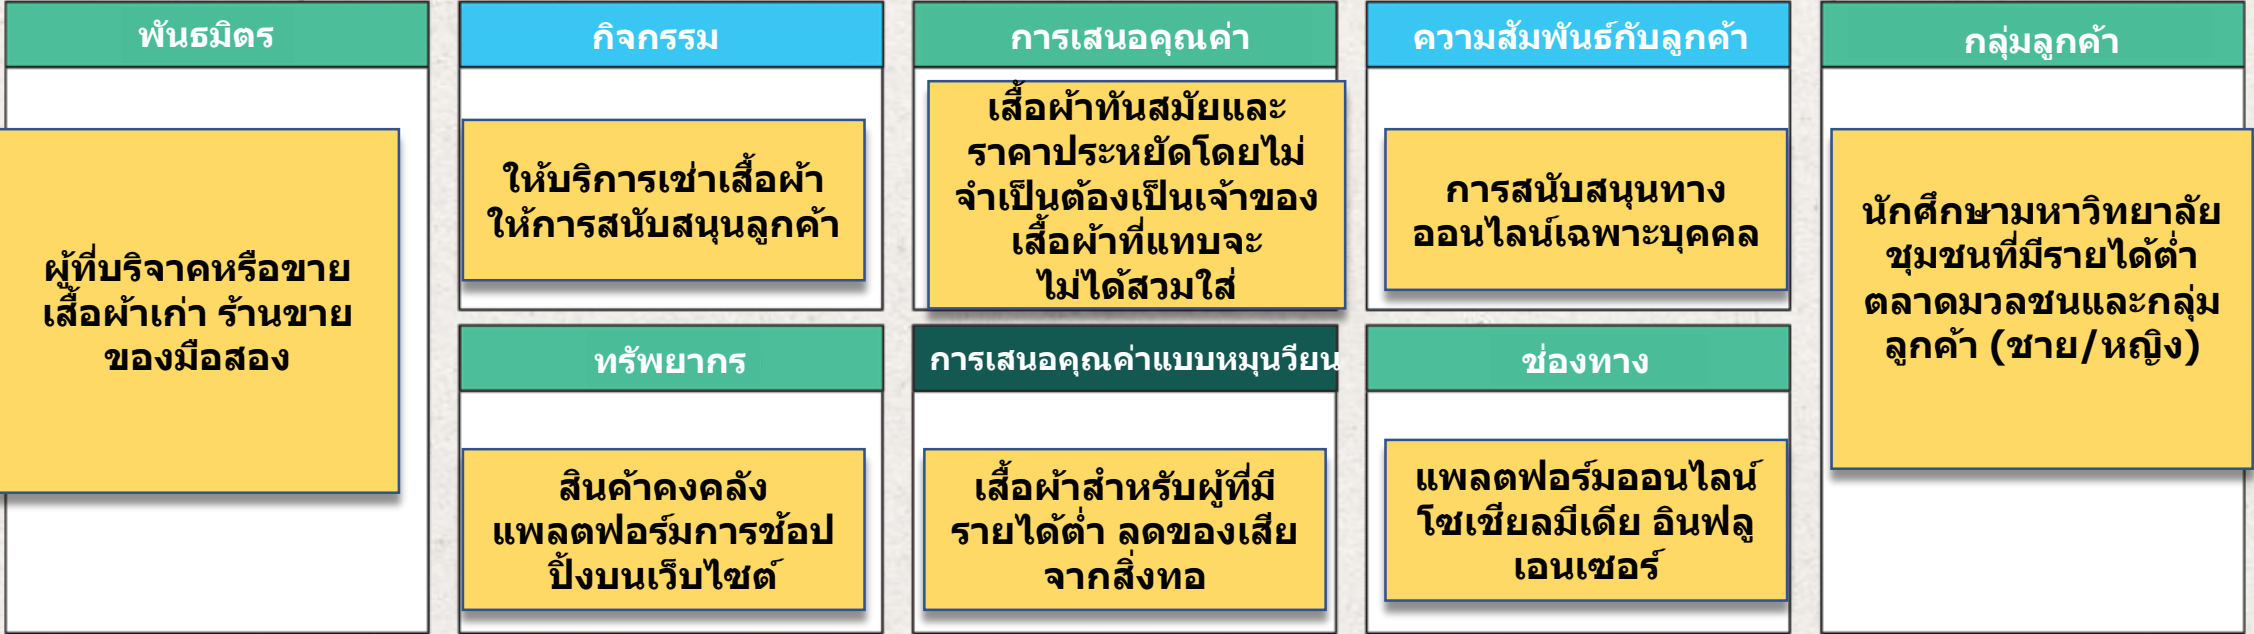 พันธมิตร
ผู้ที่บริจาคหรือขาย
เสื้อผ้าเก่า ร้านขาย
ของมือสอง
กิจกรรม
ให้บริการเช่าเสื้อผ้า
ให้การสนับสนุนลูกค้า
ทรัพยากร
สินค้าคงคลัง
แพลตฟอร์มการช้อป
ปิ้งบนเว็บไซต์
การเสนอคุณค่า
เสื้อผ้าทันสมัยและ
ราคาประหยัดโดยไม่
จำเป็นต้องเป็นเจ้าของ
เสื้อผ้าที่แทบจะ
ไม่ได้สวมใส่
การเสนอคุณค่าแบบหมุนวียน
เสื้อผ้าสำหรับผู้ที่มี
รายได้ต่ำ ลดของเสีย
จากสิ่งทอ
ความสัมพันธ์กับลูกค้า
การสนับสนุนทาง
ออนไลน์เฉพาะบุคคล
ช่องทาง
แพลตฟอร์มออนไลน์
โซเชียลมีเดีย อินฟลู
เอนเซอร์
กลุ่มลูกค้า
นักศึกษามหาวิทยาลัย
ชุมชนที่มีรายได้ต่ำ
ตลาดมวลชนและกลุ่ม
ลูกค้า (ชาย/หญิง)